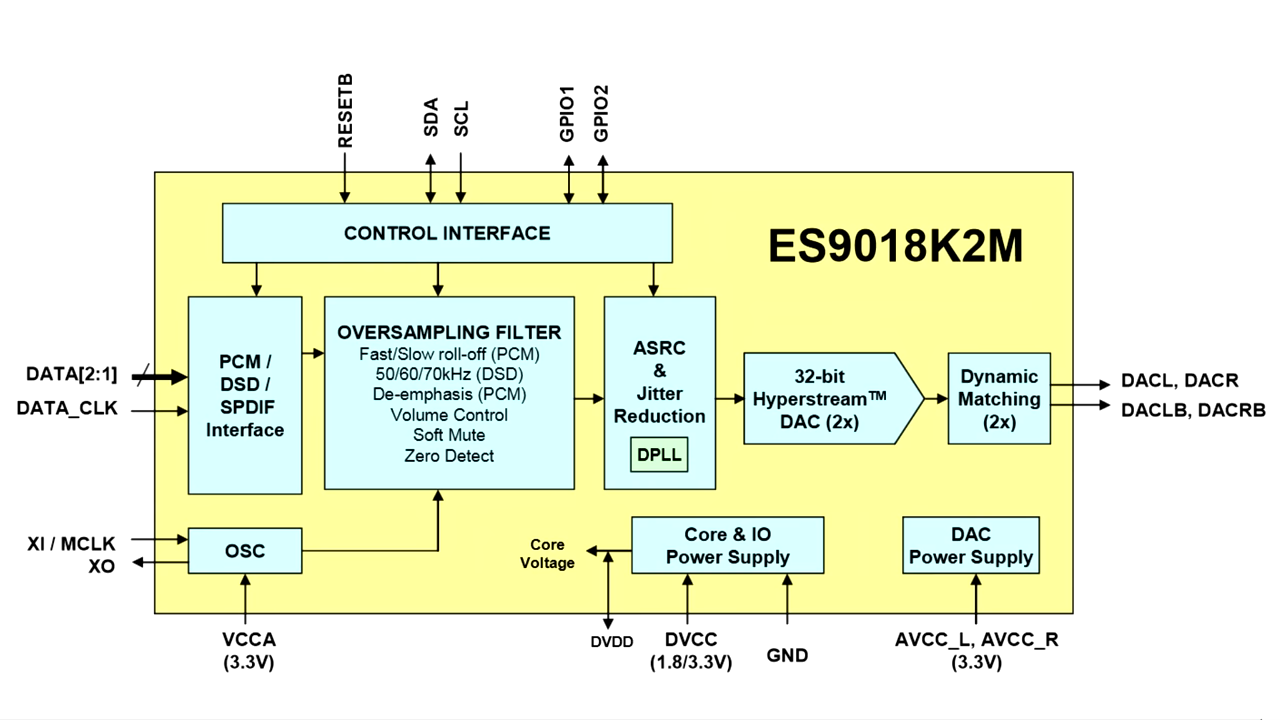 RESETB
SDA
SCL
GPIO1
GPIO2
CONTROL INTERFACE
ES9018K2M
PCM /
DSD /
SPDIF
Interface
OVERSAMPLING FILTER
Fast/Slow roll-off (PCM)
50/60/70kHz (DSD)
De-emphasis (PCM)
Volume Control
Soft Mute
Zero Detect
ASRC
&
Jitter
Reduction
DPLL
32-bit
Hyperstream™
DAC (2x)
Dynamic
Matching
(2x)
DATA[2:1]
DATA_CLK
DACL, DACR
DACLB, DACRB
XI / MCLK
XO
OSC
Core
Voltage
Core & IO
Power Supply
DAC
Power Supply
VCCA
(3.3V)
DVDD
DVCC
(1.8/3.3V)
GND
AVCC_L, AVCC_R
(3.3V)